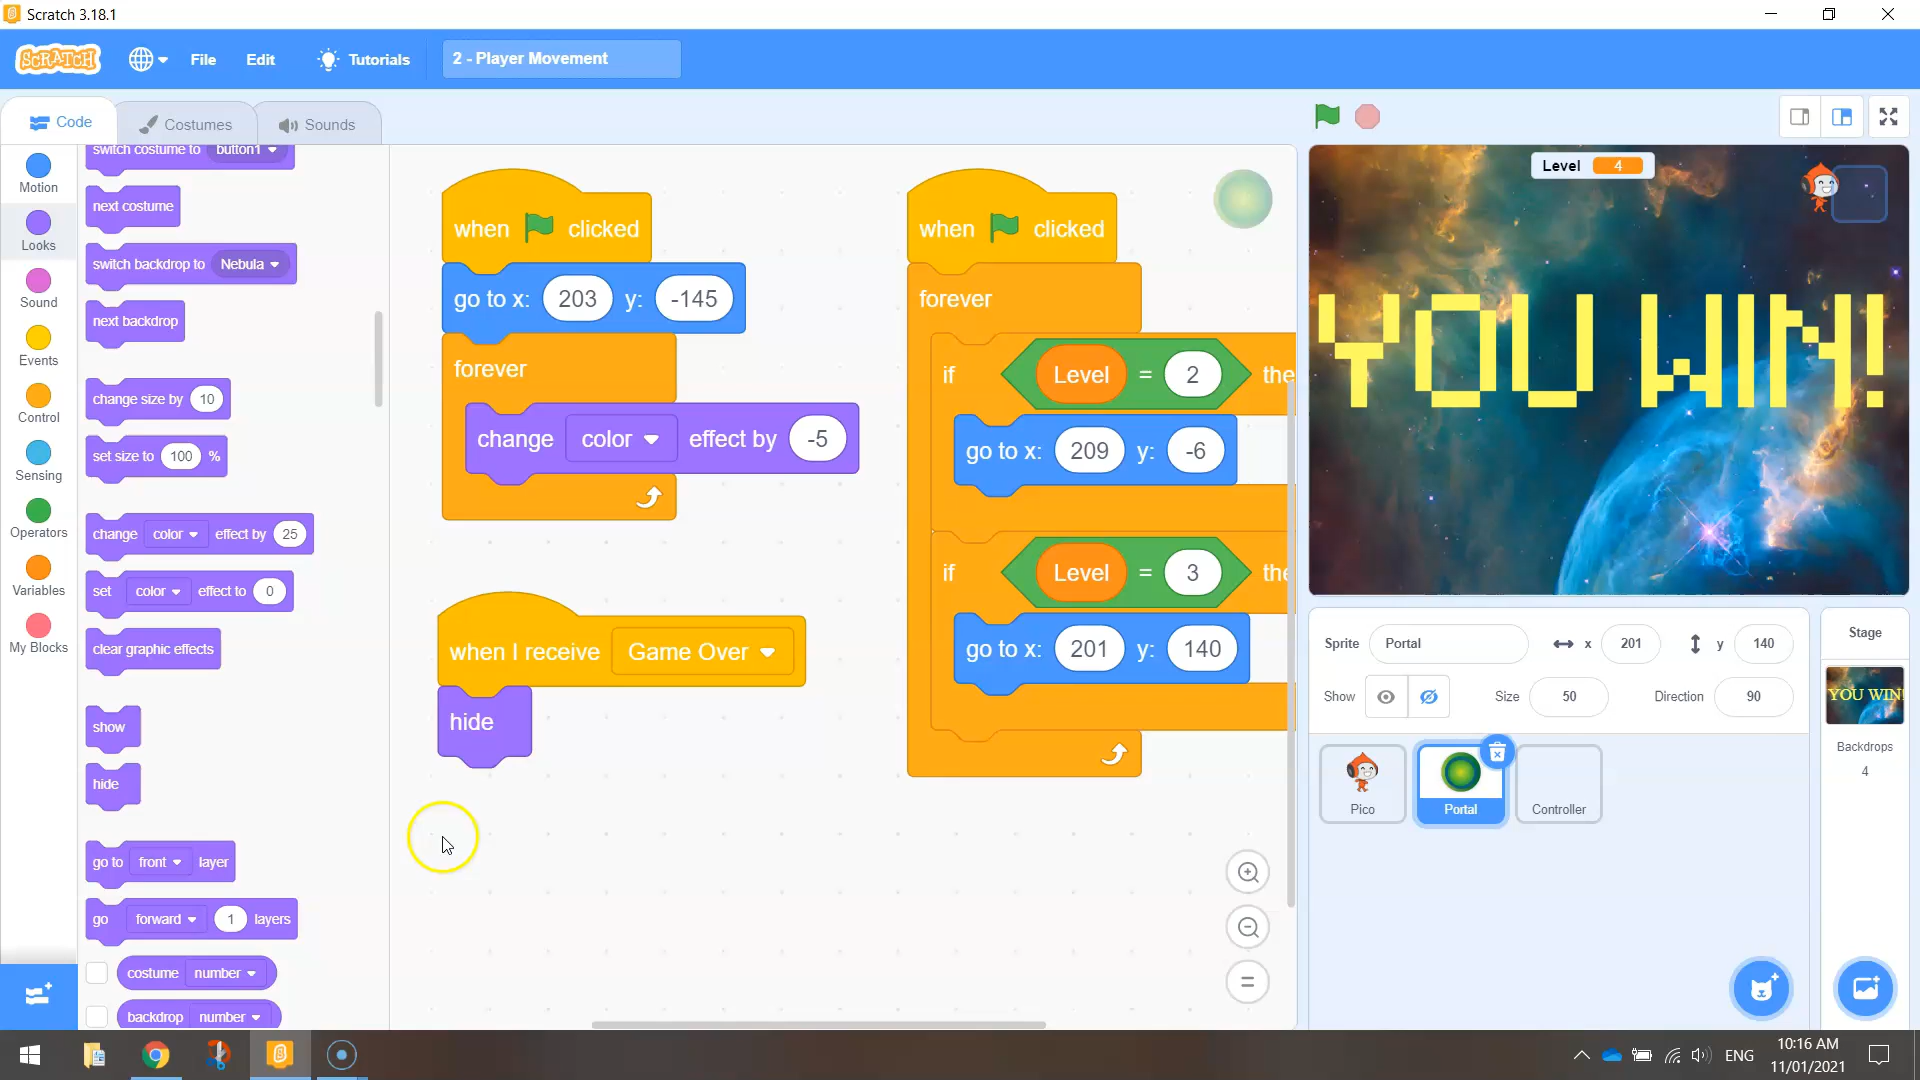 Scratch 3.18.1
SCRATCH
File
Edit
Tutorials
2 - Player Movement
Code
Costumes
Sounds
Motion
Looks
Sound
Events
Control
Sensing
Operators
Variables
My Blocks
switch costume to button1
next costume
switch backdrop to Nebula
next backdrop
change size by 10
set size to 100 %
change color effect by 25
set color effect to 0
clear graphic effects
show
hide
go to front layer
go forward 1 layers
costume number
backdrop number
when clicked
go to x: 203 y: -145
forever
change color effect by -5
when I receive Game Over
hide
when clicked
forever
if Level = 2 the
go to x: 209 y: -6
if Level = 3 the
go to x: 201 y: 140
Level 4
YOU WIN!
Sprite Portal x 201 y 140
Show Size 50 Direction 90
Pico
Portal
Controller
Stage
YOU WIN!
Backdrops
4
ENG
10:16 AM
11/01/2021